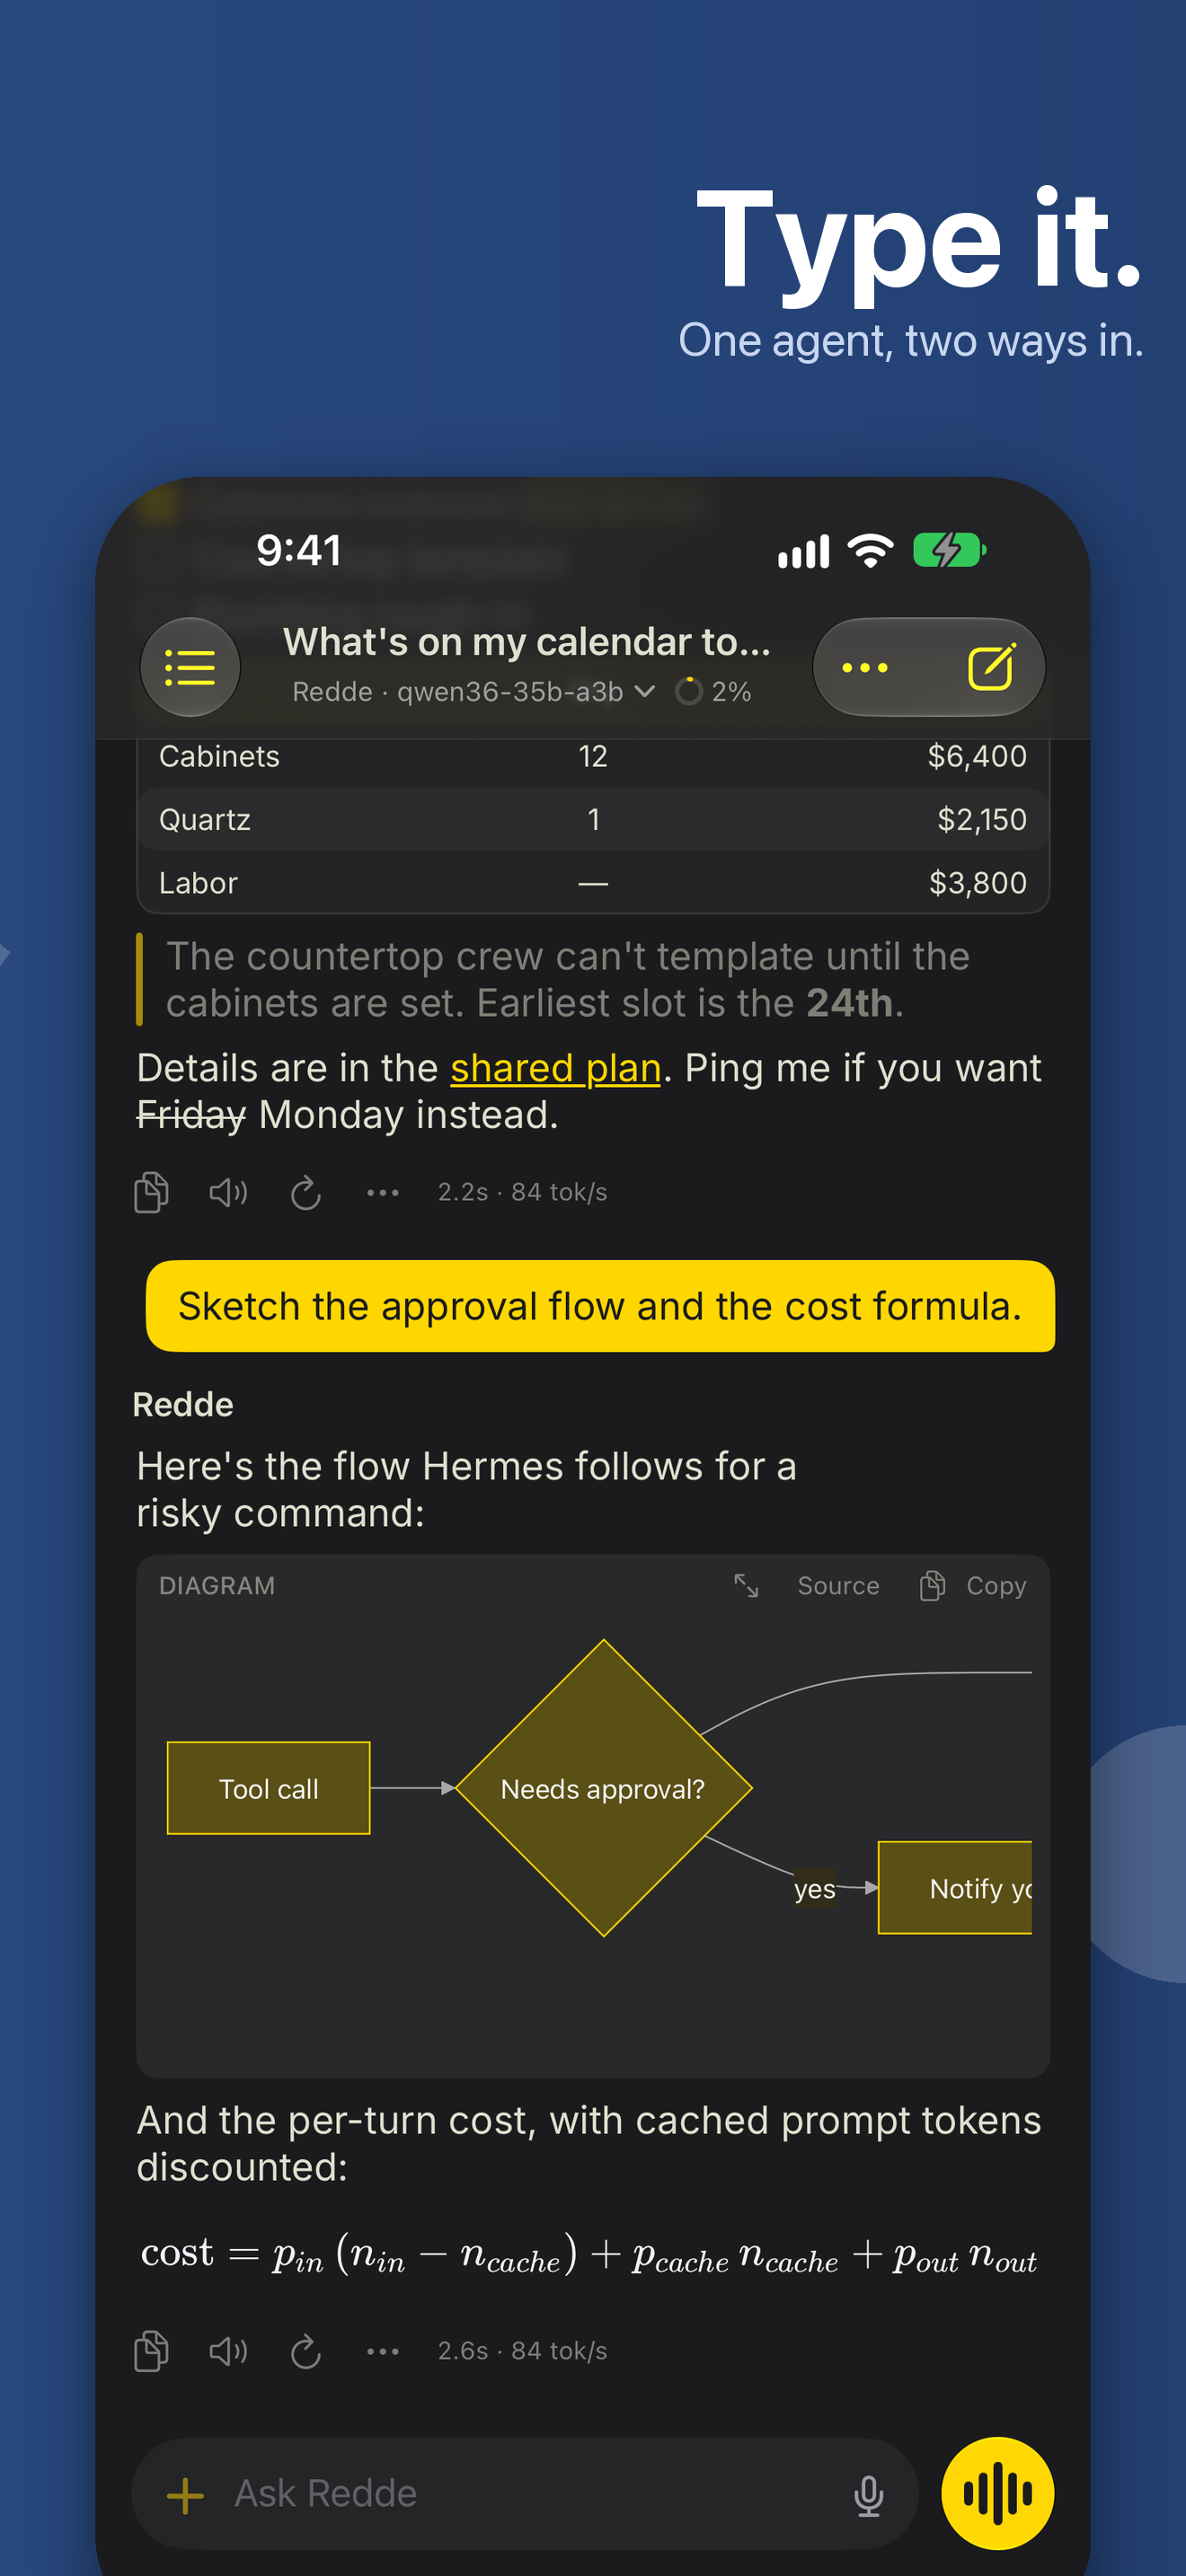 Type it.
One agent, two ways in.
9:41
What's on my calendar to...
Redde · qwen36-35b-a3b 2%
Cabinets 12 $6,400
Quartz 1 $2,150
Labor — $3,800
The countertop crew can't template until the
cabinets are set. Earliest slot is the 24th.
Details are in the shared plan. Ping me if you want
Friday Monday instead.
2.2s · 84 tok/s
Sketch the approval flow and the cost formula.
Redde
Here's the flow Hermes follows for a
risky command:
DIAGRAM Source Copy
Tool call
Needs approval?
yes
Notify
And the per-turn cost, with cached prompt tokens
discounted:
cost = p_in (n_in − n_cache) + p_cache n_cache + p_out n_out
2.6s · 84 tok/s
Ask Redde